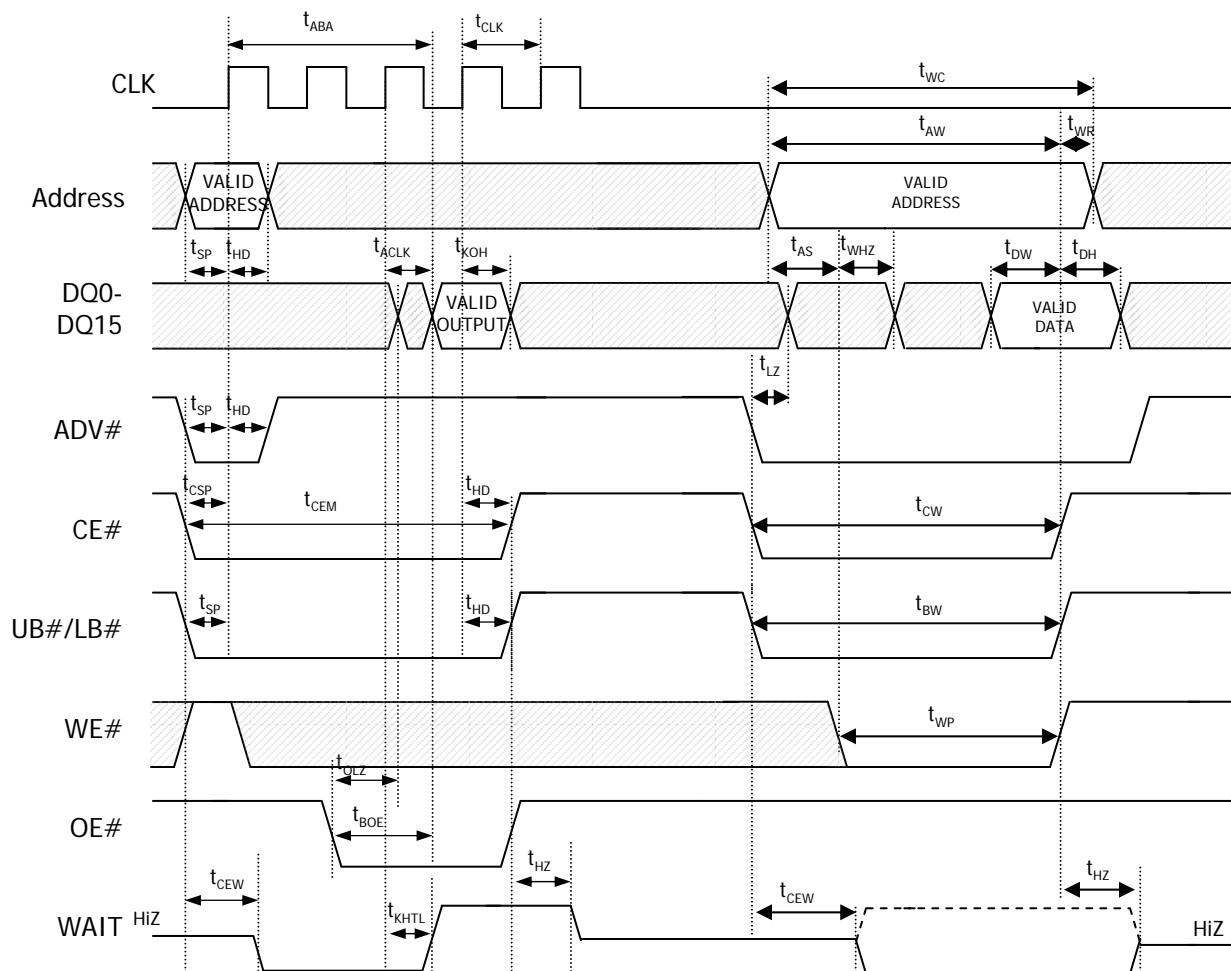 tABA
tCLK
CLK
tWC
tAW
tWR
Address
VALID
ADDRESS
VALID
ADDRESS
tSP
tHD
tACLK
tKOH
tAS
tWHZ
tDW
tDH
DQ0-
DQ15
VALID
OUTPUT
VALID
DATA
tLZ
ADV#
tSP
tHD
CE#
tCSP
tCEM
tHD
tCW
UB#/LB#
tSP
tHD
tBW
WE#
tWP
tOLZ
OE#
tBOE
tHZ
tCEW
tKHTL
tCEW
tHZ
WAIT
HiZ
HiZ